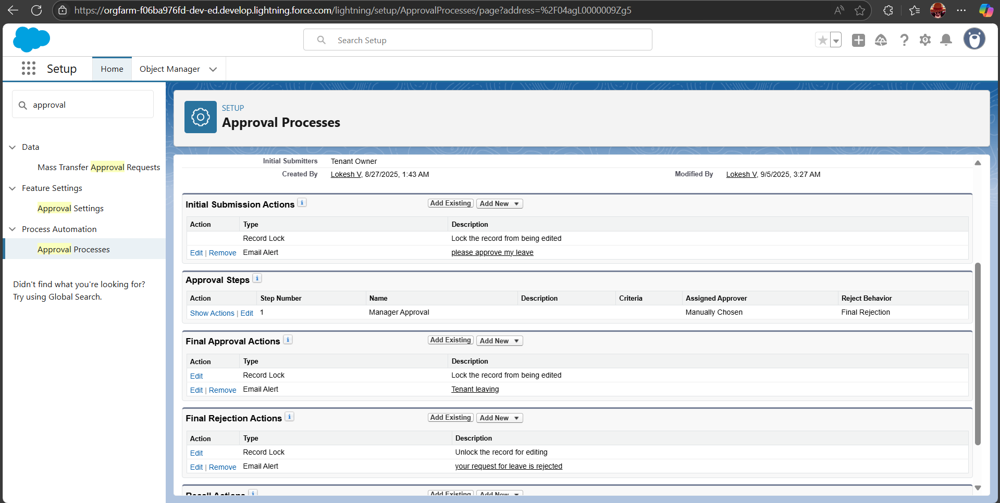 https://orgfarm-f06ba976fd-dev-ed.develop.lightning.force.com/lightning/setup/ApprovalProcesses/page?address=%2F04agL0000009Zg5
Search Setup
Setup
Home
Object Manager
approval
Data
Mass Transfer Approval Requests
Feature Settings
Approval Settings
Process Automation
Approval Processes
Didn't find what you're looking for?
Try using Global Search.
SETUP
Approval Processes
Initial Submitters Tenant Owner
Created By Lokesh V, 8/27/2025, 1:43 AM Modified By Lokesh V, 9/5/2025, 3:27 AM
Initial Submission Actions i Add Existing Add New
Action Type Description
Record Lock Lock the record from being edited
Edit | Remove Email Alert please approve my leave
Approval Steps i
Action Step Number Name Description Criteria Assigned Approver Reject Behavior
Show Actions | Edit 1 Manager Approval Manually Chosen Final Rejection
Final Approval Actions i Add Existing Add New
Action Type Description
Edit Record Lock Lock the record from being edited
Edit | Remove Email Alert Tenant leaving
Final Rejection Actions i Add Existing Add New
Action Type Description
Edit Record Lock Unlock the record for editing
Edit | Remove Email Alert your request for leave is rejected
Recall Actions i Add Existing Add New